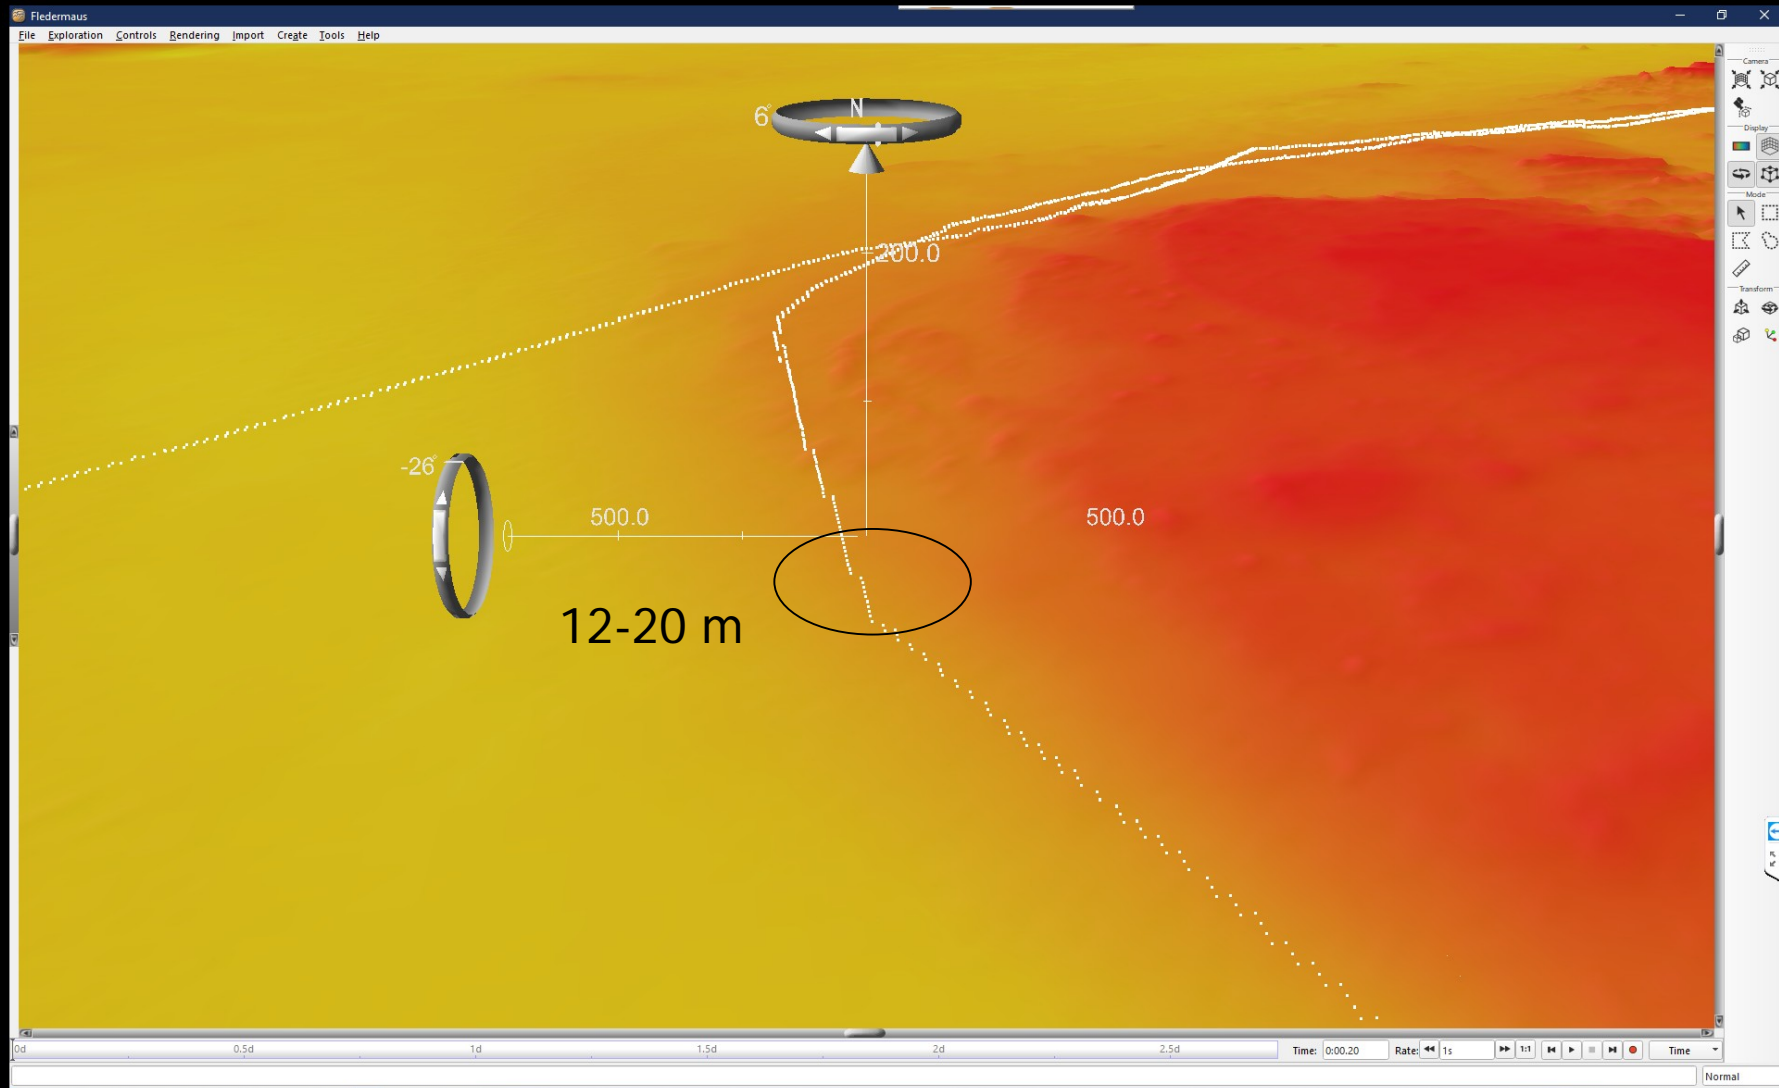 Fledermaus
File Exploration Controls Rendering Import Create Tools Help
Camera
Display
Mode
Transform
6° N
200.0
-26°
500.0 500.0
12-20 m
0d 0.5d 1d 1.5d 2d 2.5d Time: 0:00.20 Rate: 1s 1:1 Time
Normal